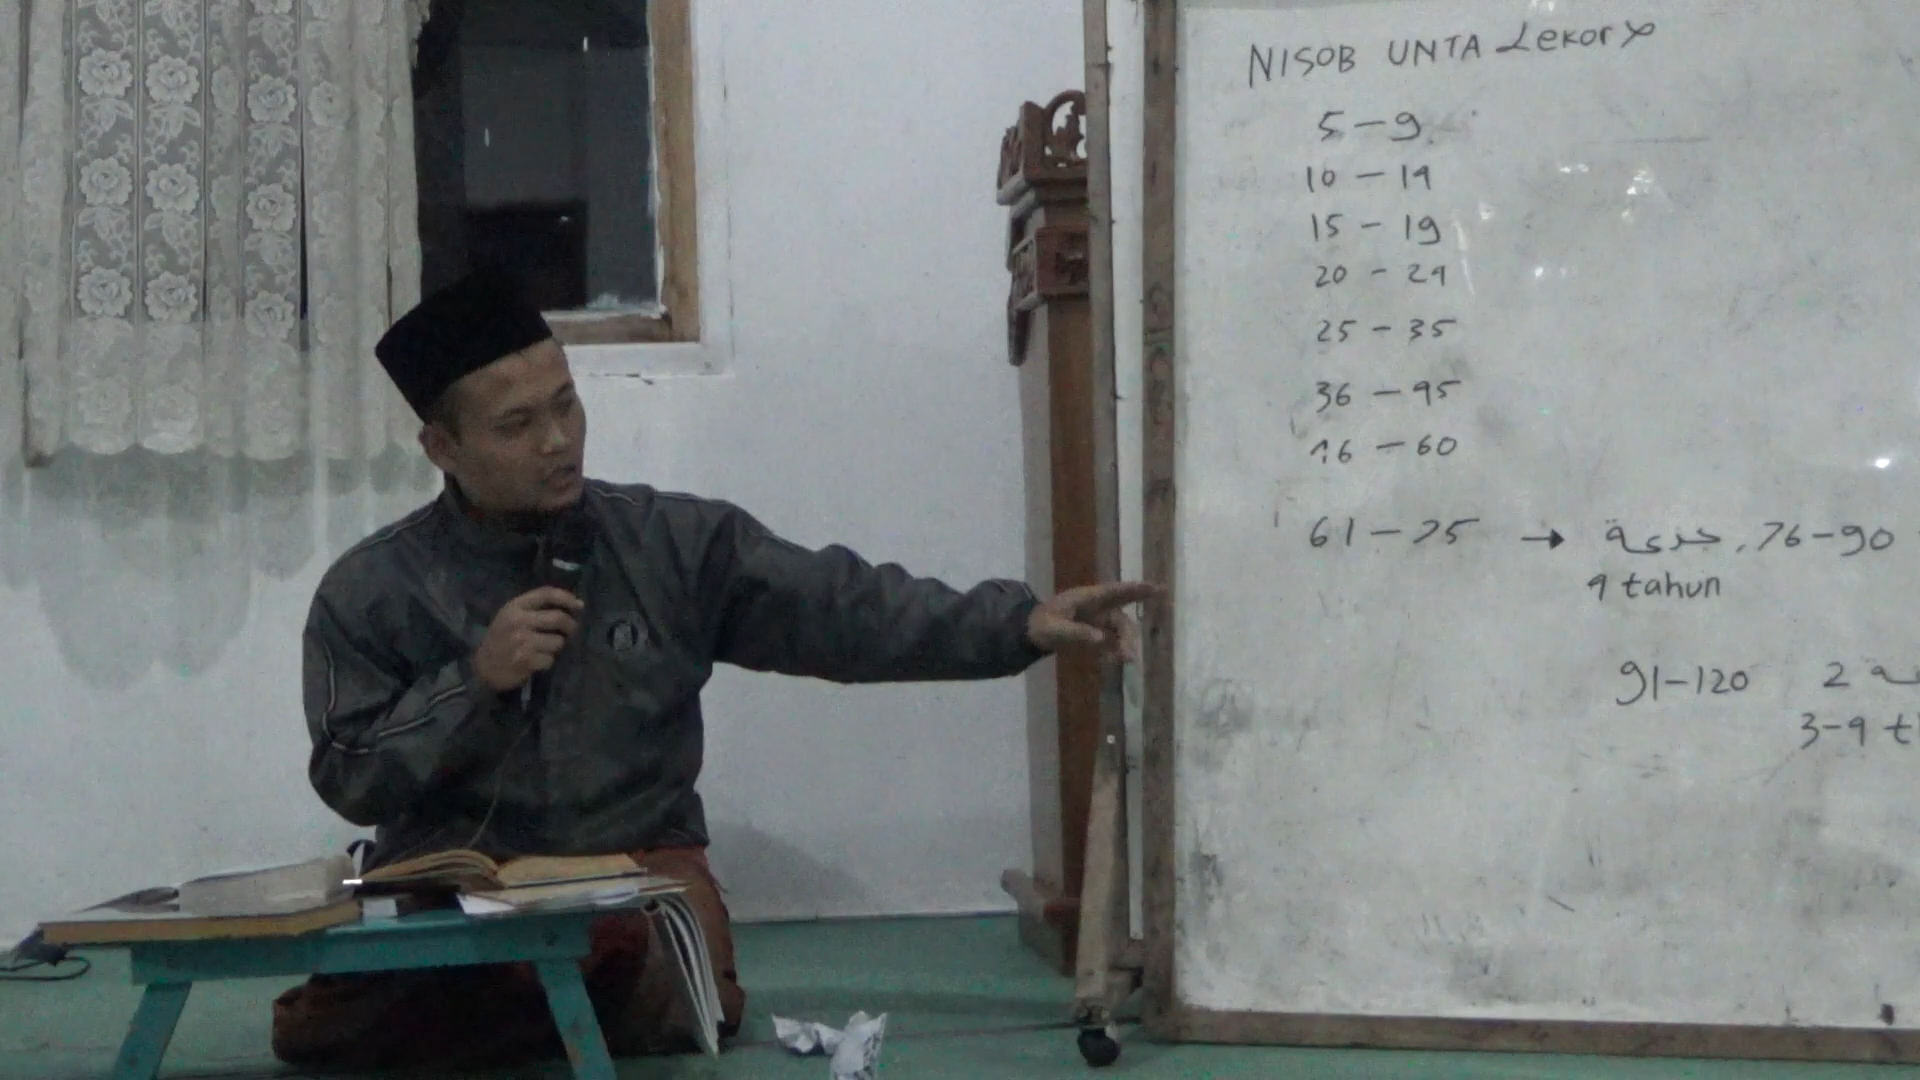 NISOB UNTA / ekor
5 - 9
10 - 14
15 - 19
20 - 24
25 - 35
36 - 45
46 - 60
61 - 75 → جذعة . 76 - 90
4 tahun
91 - 120 2
3 - 4